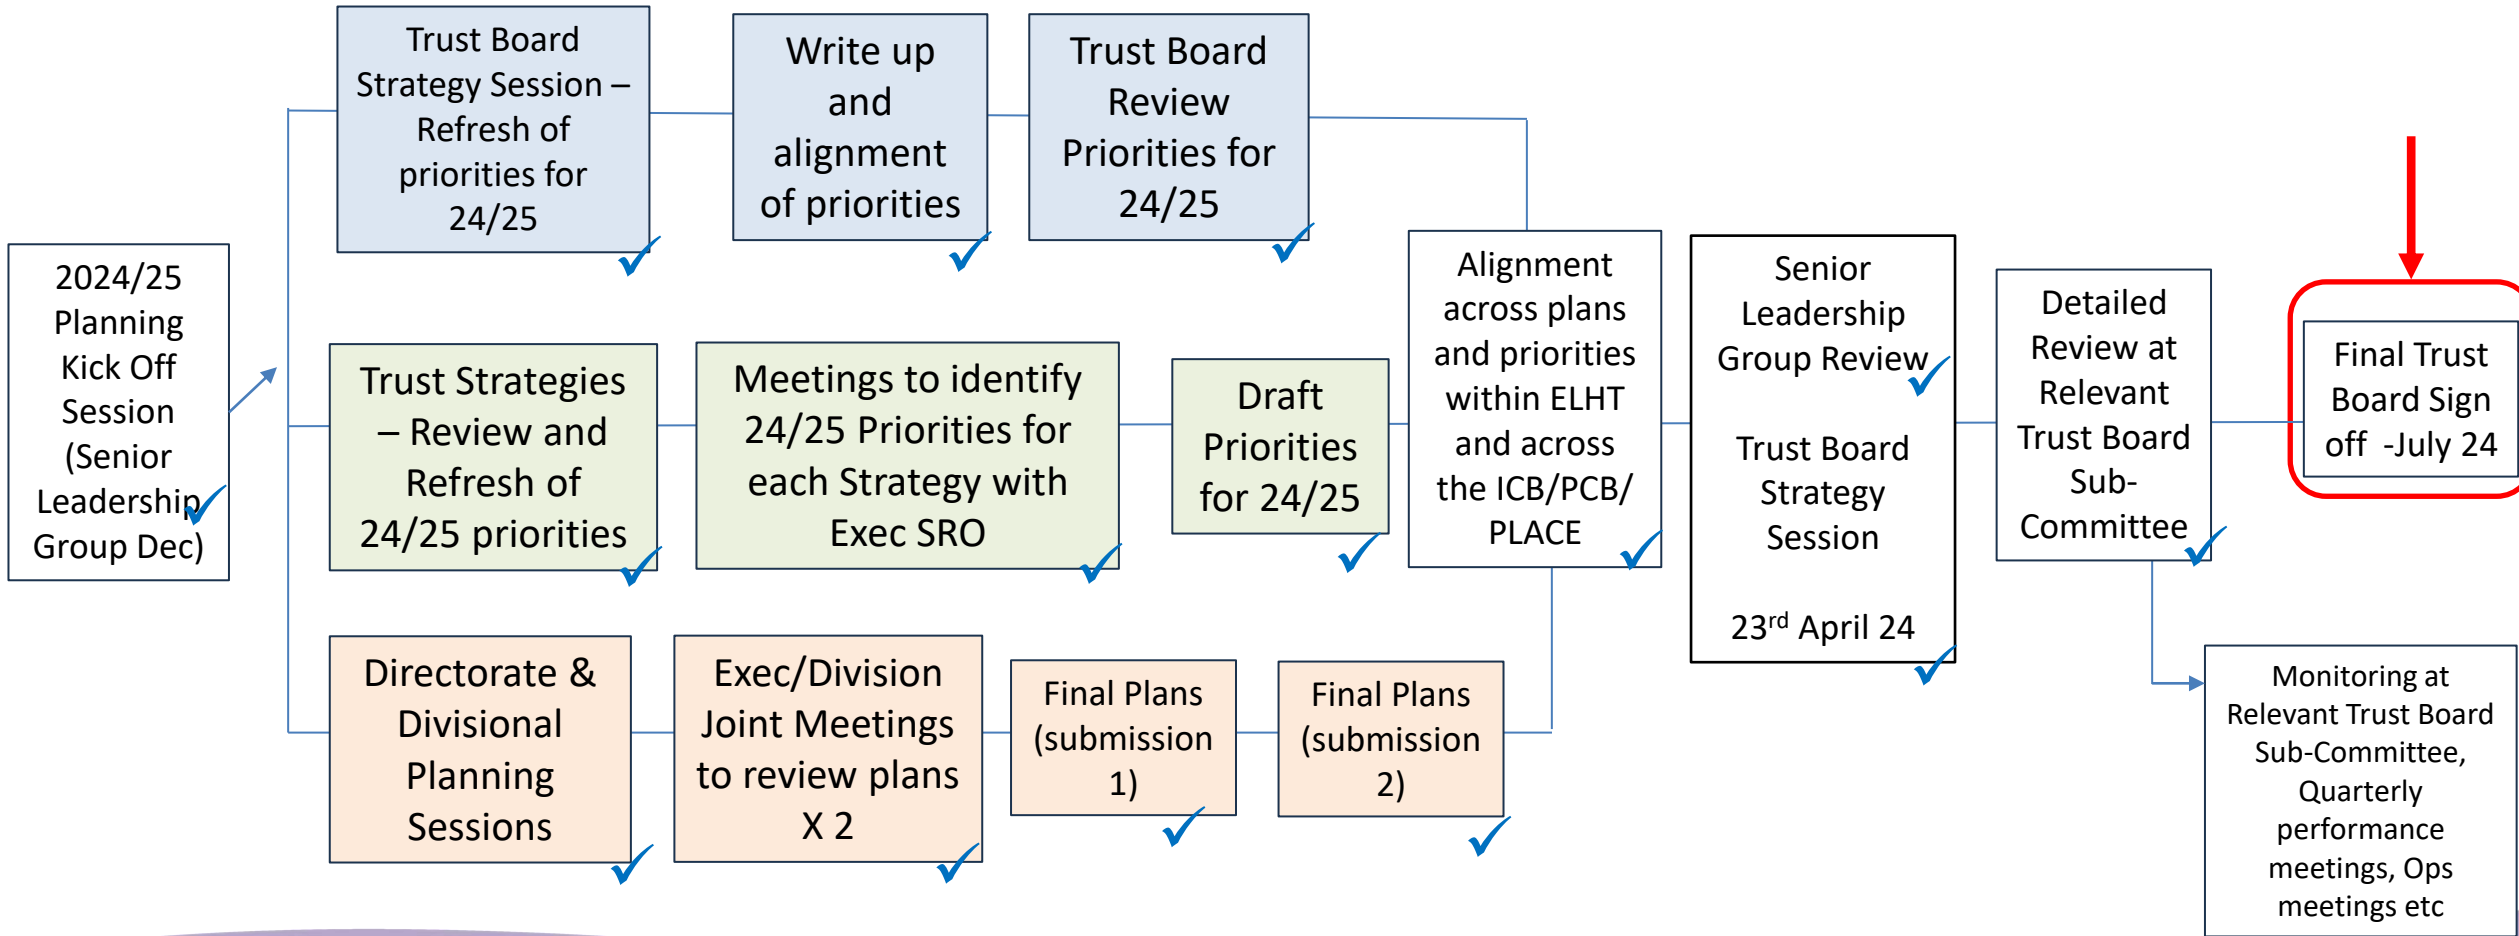 2024/25
Planning
Kick Off
Session
(Senior
Leadership
Group Dec)
Trust Board
Strategy Session –
Refresh of
priorities for
24/25
Write up
and
alignment
of priorities
Trust Board
Review
Priorities for
24/25
Trust Strategies
– Review and
Refresh of
24/25 priorities
Meetings to identify
24/25 Priorities for
each Strategy with
Exec SRO
Draft
Priorities
for 24/25
Directorate &
Divisional
Planning
Sessions
Exec/Division
Joint Meetings
to review plans
X 2
Final Plans
(submission
1)
Final Plans
(submission
2)
Alignment
across plans
and priorities
within ELHT
and across
the ICB/PCB/
PLACE
Senior
Leadership
Group Review
Trust Board
Strategy
Session
23rd April 24
Detailed
Review at
Relevant
Trust Board
Sub-
Committee
Final Trust
Board Sign
off -July 24
Monitoring at
Relevant Trust Board
Sub-Committee,
Quarterly
performance
meetings, Ops
meetings etc